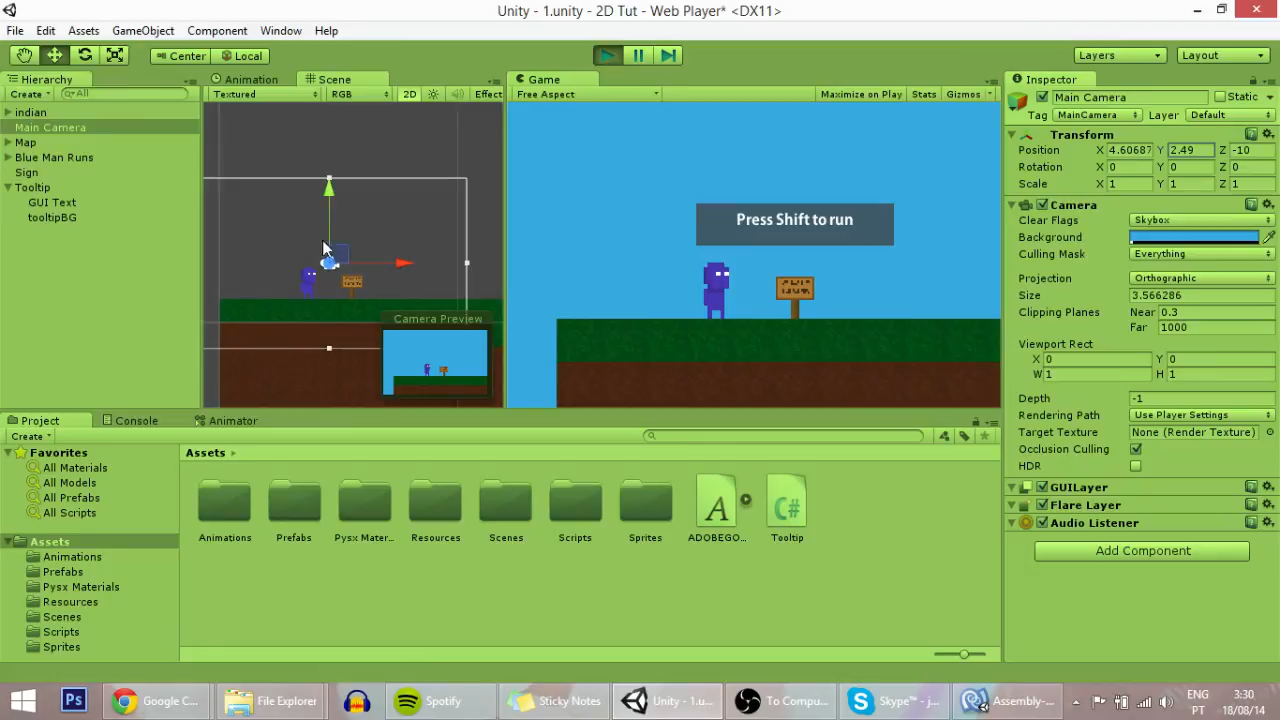 Unity - 1.unity - 2D Tut - Web Player* <DX11>
File Edit Assets GameObject Component Window Help
Center Local Layers Layout
Hierarchy
Create All
indian
Main Camera
Map
Blue Man Runs
Sign
Tooltip
GUI Text
tooltipBG
Animation Scene
Textured RGB 2D Effect
Camera Preview
Game
Free Aspect Maximize on Play Stats Gizmos
Press Shift to run
Inspector
Main Camera Static
Tag MainCamera Layer Default
Transform
Position X 4.60687 Y 2.49 Z -10
Rotation X 0 Y 0 Z 0
Scale X 1 Y 1 Z 1
Camera
Clear Flags Skybox
Background
Culling Mask Everything
Projection Orthographic
Size 3.566286
Clipping Planes Near 0.3
Far 1000
Viewport Rect
X 0 Y 0
W 1 H 1
Depth -1
Rendering Path Use Player Settings
Target Texture None (Render Texture)
Occlusion Culling
HDR
GUILayer
Flare Layer
Audio Listener
Add Component
Project Console Animator
Create
Favorites
All Materials
All Models
All Prefabs
All Scripts
Assets
Animations
Prefabs
Pysx Materials
Resources
Scenes
Scripts
Sprites
Assets
A C#
Animations Prefabs Pysx Mater... Resources Scenes Scripts Sprites ADOBEGO... Tooltip
Ps Google C... File Explorer Spotify Sticky Notes Unity - 1.u... To Compu... Skype™ - j... Assembly-...
ENG 3:30
PT 18/08/14